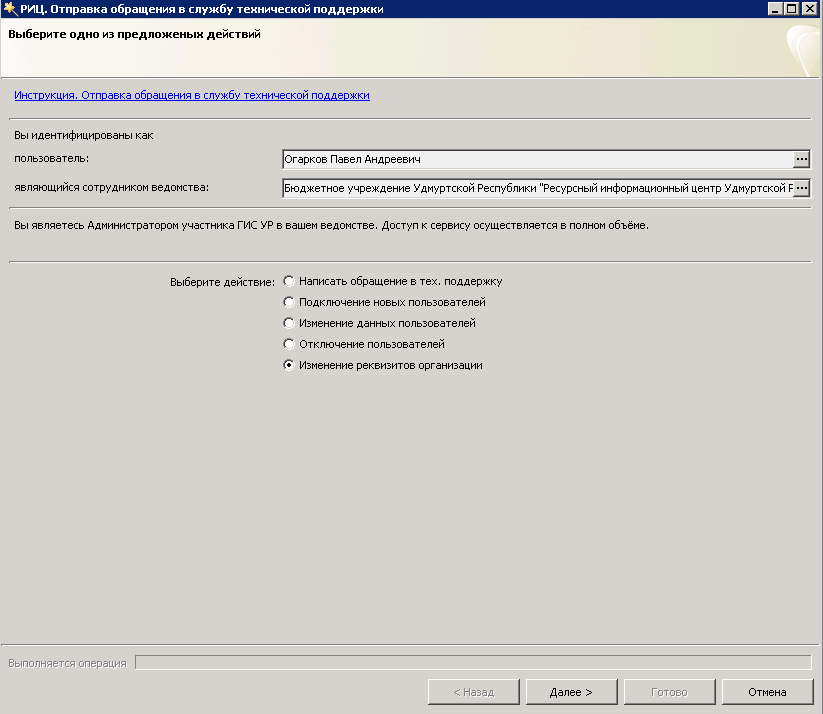 РИЦ. Отправка обращения в службу технической поддержки
Выберите одно из предложеных действий
Инструкция. Отправка обращения в службу технической поддержки
Вы идентифицированы как
пользователь:
Огарков Павел Андреевич
...
являющийся сотрудником ведомства:
Бюджетное учреждение Удмуртской Республики "Ресурсный информационный центр Удмуртской Р
...
Вы являетесь Администратором участника ГИС УР в вашем ведомстве. Доступ к сервису осуществляется в полном объёме.
Выберите действие:
Написать обращение в тех. поддержку
Подключение новых пользователей
Изменение данных пользователей
Отключение пользователей
Изменение реквизитов организации
Выполняется операция
< Назад
Далее >
Готово
Отмена